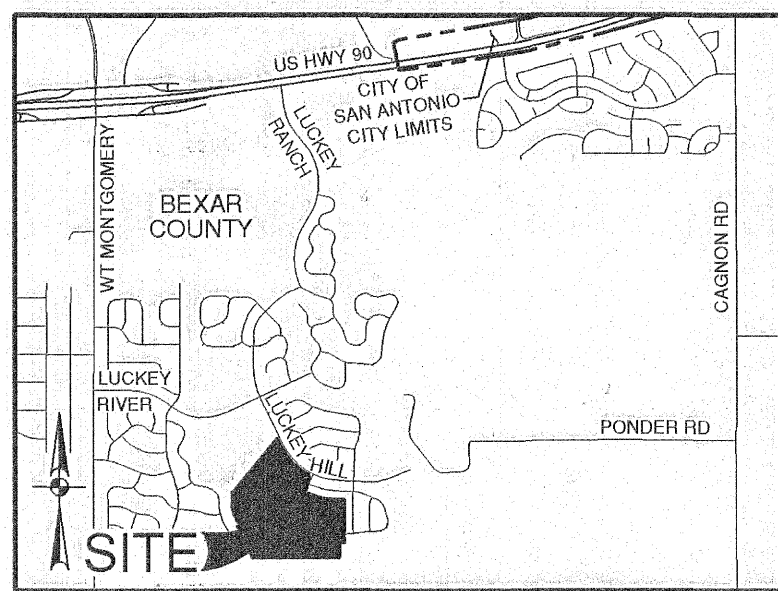 US HWY 90
CITY OF
SAN ANTONIO
CITY LIMITS
LUCKEY
RANCH
WT MONTGOMERY
BEXAR
COUNTY
CAGNON RD
LUCKEY
RIVER
LUCKEY
HILL
PONDER RD
SITE